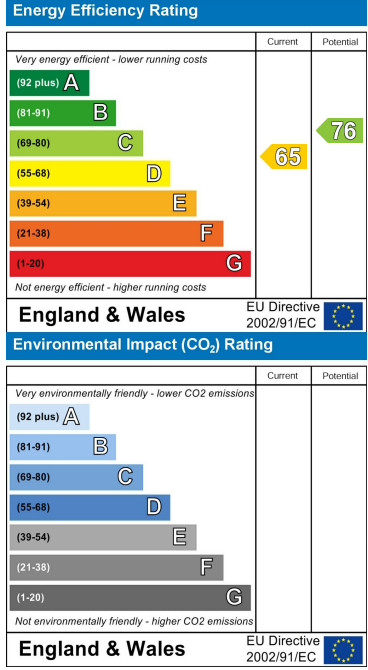 Energy Efficiency Rating
Current Potential
Very energy efficient - lower running costs
(92 plus) A
(81-91) B
(69-80) C
(55-68) D
(39-54) E
(21-38) F
(1-20) G
65
76
Not energy efficient - higher running costs
England & Wales
EU Directive
2002/91/EC
Environmental Impact (CO₂) Rating
Current Potential
Very environmentally friendly - lower CO2 emissions
(92 plus) A
(81-91) B
(69-80) C
(55-68) D
(39-54) E
(21-38) F
(1-20) G
Not environmentally friendly - higher CO2 emissions
England & Wales
EU Directive
2002/91/EC